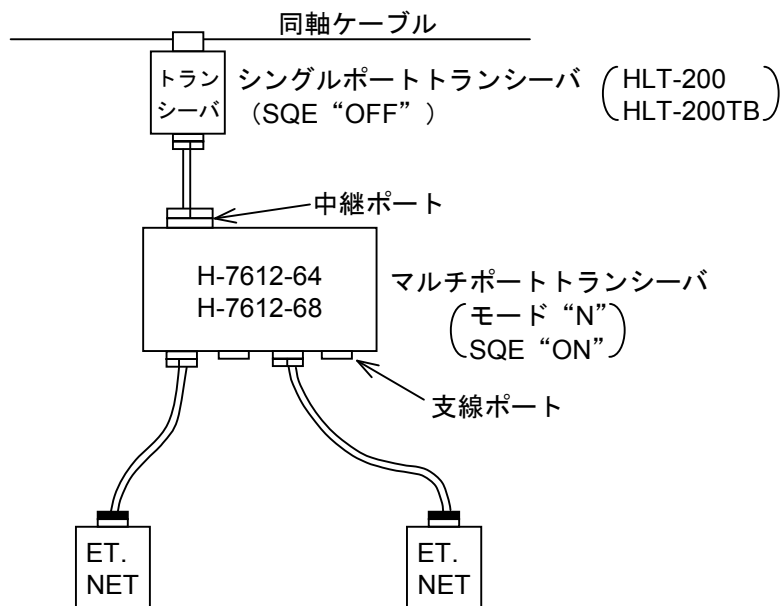 同軸ケーブル
トラン
シーバ
シングルポートトランシーバ
（SQE “OFF” ）
HLT-200
HLT-200TB
中継ポート
H-7612-64
H-7612-68
マルチポートトランシーバ
モード “N”
SQE “ON”
支線ポート
ET.
NET
ET.
NET